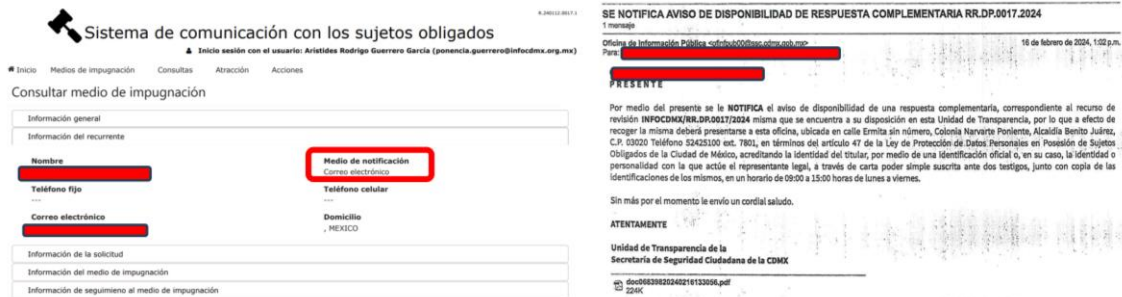 R.240112.0017.1
Sistema de comunicación con los sujetos obligados
Inicio sesión con el usuario: Arístides Rodrigo Guerrero García (ponencia.guerrero@infocdmx.org.mx)
Inicio Medios de impugnación Consultas Atracción Acciones
Consultar medio de impugnación
Información general
Información del recurrente
Nombre Medio de notificación
Correo electrónico
Teléfono fijo Teléfono celular
--- ---
Correo electrónico Domicilio
, MEXICO
Información de la solicitud
Información del medio de impugnación
Información de seguimieno al medio de impugnación
SE NOTIFICA AVISO DE DISPONIBILIDAD DE RESPUESTA COMPLEMENTARIA RR.DP.0017.2024
1 mensaje
Oficina de Información Pública 16 de febrero de 2024, 1:02 p.m.
Para:
PRESENTE
Por medio del presente se le NOTIFICA el aviso de disponibilidad de una respuesta complementaria, correspondiente al recurso de
revisión INFOCDMX/RR.DP.0017/2024 misma que se encuentra a su disposición en esta Unidad de Transparencia, por lo que a efecto de
recoger la misma deberá presentarse a esta oficina, ubicada en calle Ermita sin número, Colonia Narvarte Poniente, Alcaldía Benito Juárez,
C.P. 03020 Teléfono 52425100 ext. 7801, en términos del artículo 47 de la Ley de Protección de Datos Personales en Posesión de Sujetos
Obligados de la Ciudad de México, acreditando la identidad del titular, por medio de una identificación oficial o, en su caso, la identidad o
personalidad con la que actúe el representante legal, a través de carta poder simple suscrita ante dos testigos, junto con copia de las
identificaciones de los mismos, en un horario de 09:00 a 15:00 horas de lunes a viernes.
Sin más por el momento le envío un cordial saludo.
ATENTAMENTE
Unidad de Transparencia de la
Secretaría de Seguridad Ciudadana de la CDMX
doc06839820240216133056.pdf
224K